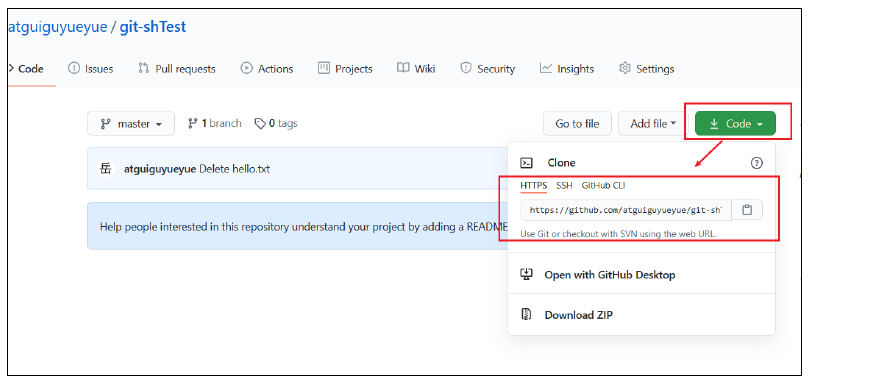 atguiguyueyue / git-shTest
Code Issues Pull requests Actions Projects Wiki Security Insights Settings
master 1 branch 0 tags Go to file Add file Code
岳 atguiguyueyue Delete hello.txt
Clone
HTTPS SSH GitHub CLI
https://github.com/atguiguyueyue/git-sh
Help people interested in this repository understand your project by adding a README
Use Git or checkout with SVN using the web URL.
Open with GitHub Desktop
Download ZIP